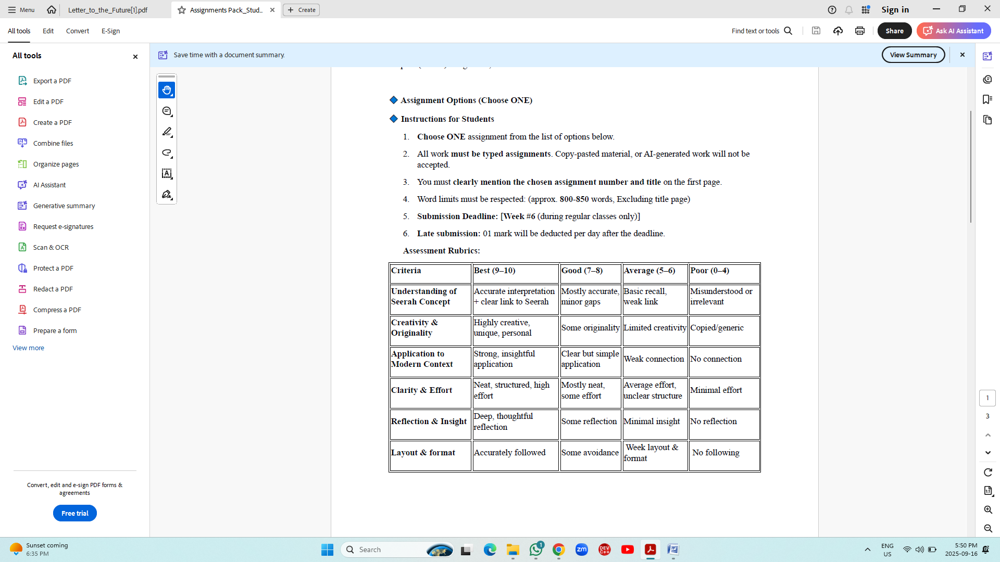 Menu
Letter_to_the_Future[1].pdf
Assignments Pack_Stud...
Create
Sign in
All tools
Edit
Convert
E-Sign
Find text or tools
Share
Ask AI Assistant
All tools
Save time with a document summary.
View Summary
Export a PDF
Edit a PDF
Create a PDF
Combine files
Organize pages
AI Assistant
Generative summary
Request e-signatures
Scan & OCR
Protect a PDF
Redact a PDF
Compress a PDF
Prepare a form
View more
Convert, edit and e-sign PDF forms &
agreements
Free trial
Assignment Options (Choose ONE)
Instructions for Students
1. Choose ONE assignment from the list of options below.
2. All work must be typed assignments. Copy-pasted material, or AI-generated work will not be
accepted.
3. You must clearly mention the chosen assignment number and title on the first page.
4. Word limits must be respected: (approx. 800-850 words, Excluding title page)
5. Submission Deadline: [Week #6 (during regular classes only)]
6. Late submission: 01 mark will be deducted per day after the deadline.
Assessment Rubrics:
Criteria Best (9–10) Good (7–8) Average (5–6) Poor (0–4)
Understanding of Accurate interpretation Mostly accurate, Basic recall, Misunderstood or
Seerah Concept + clear link to Seerah minor gaps weak link irrelevant
Creativity & Highly creative,
Some originality Limited creativity Copied/generic
Originality unique, personal
Application to Strong, insightful Clear but simple
Weak connection No connection
Modern Context application application
Neat, structured, high Mostly neat, Average effort,
Clarity & Effort Minimal effort
effort some effort unclear structure
Deep, thoughtful
Reflection & Insight Some reflection Minimal insight No reflection
reflection
Week layout &
Layout & format Accurately followed Some avoidance No following
format
1
3
Sunset coming
6:35 PM
Search
1
zm
DEV
C++
ENG
US
5:50 PM
2025-09-16